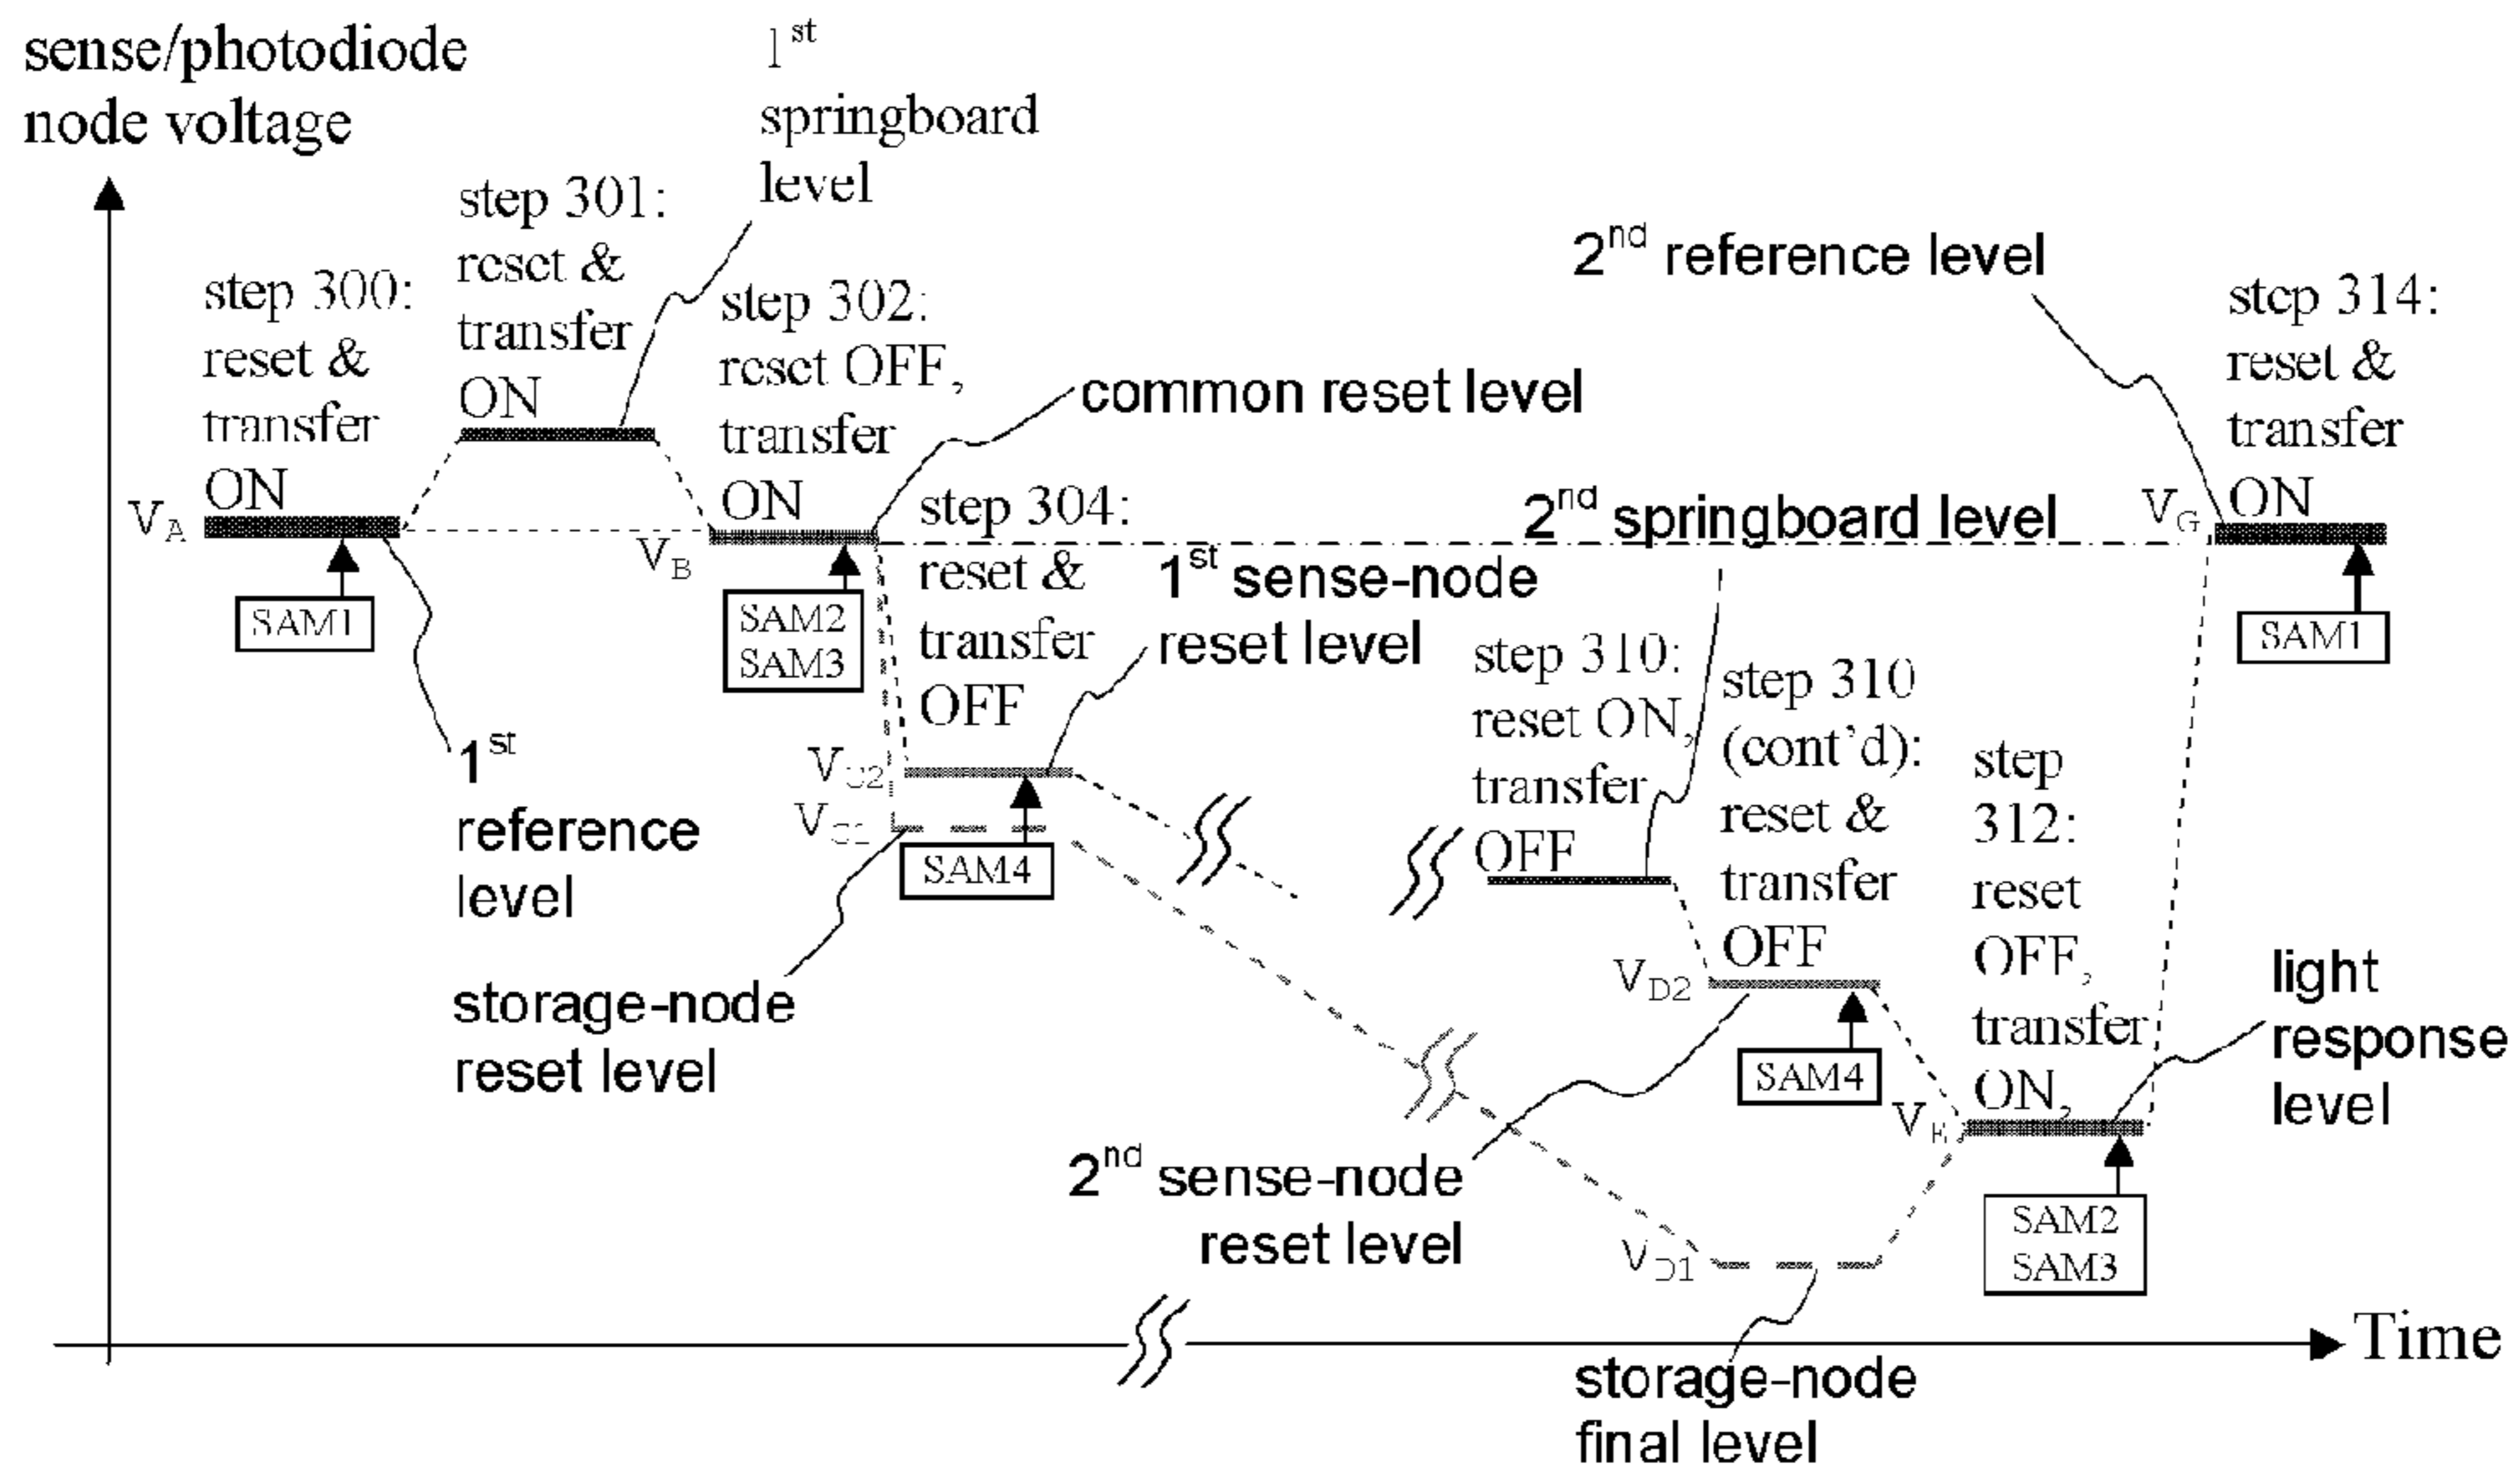 sense/photodiode
node voltage
1st
springboard
level
step 300:
reset &
transfer
ON
step 301:
reset &
transfer
ON
step 302:
reset OFF,
transfer
ON
common reset level
2nd reference level
step 314:
reset &
transfer
ON
VA
VB
VG
SAM1
SAM2
SAM3
step 304:
reset &
transfer
OFF
2nd springboard level
1st sense-node
reset level
SAM1
1st
reference
level
SAM4
storage-node
reset level
step 310:
reset ON,
transfer
OFF
step 310
(cont'd):
reset &
transfer
OFF
step
312:
reset
OFF,
transfer
ON,
VD2
SAM4
light
response
level
2nd sense-node
reset level
VD1
SAM2
SAM3
Time
storage-node
final level